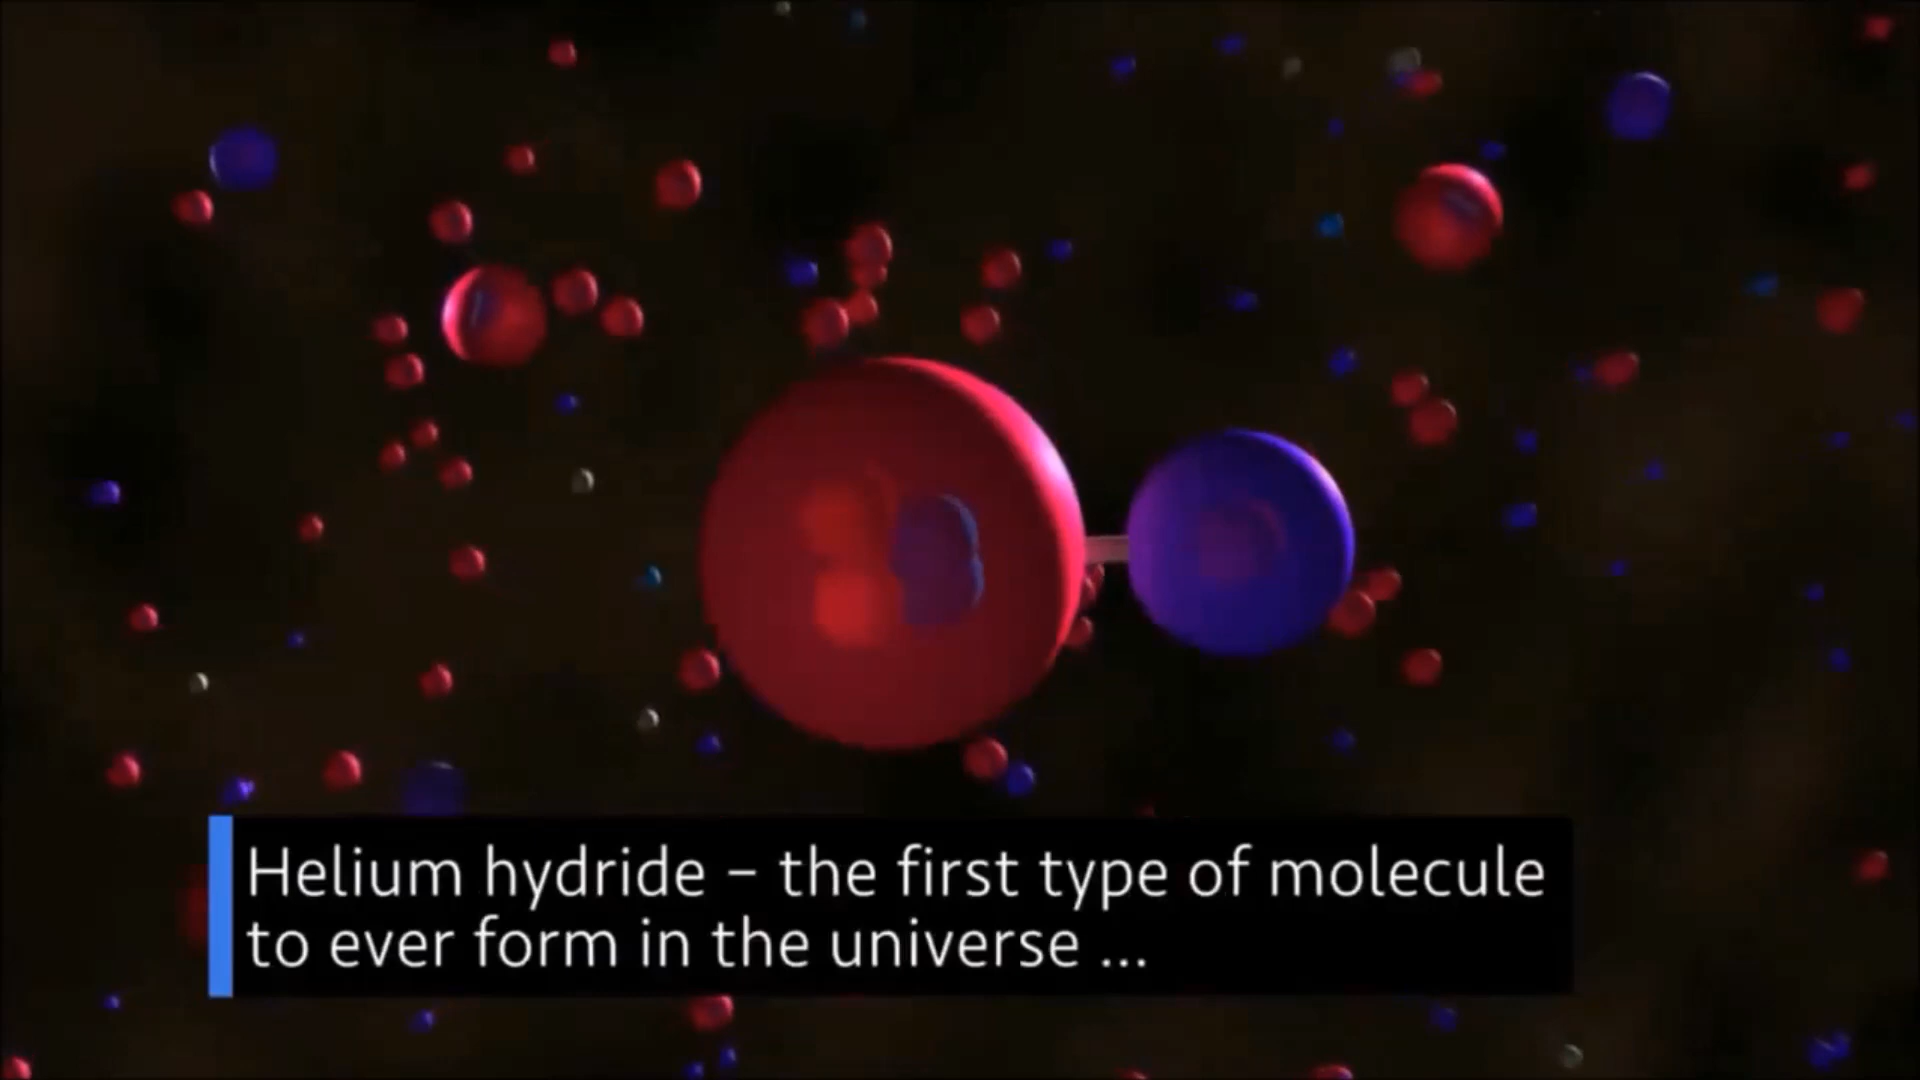 Helium hydride – the first type of molecule
to ever form in the universe ...